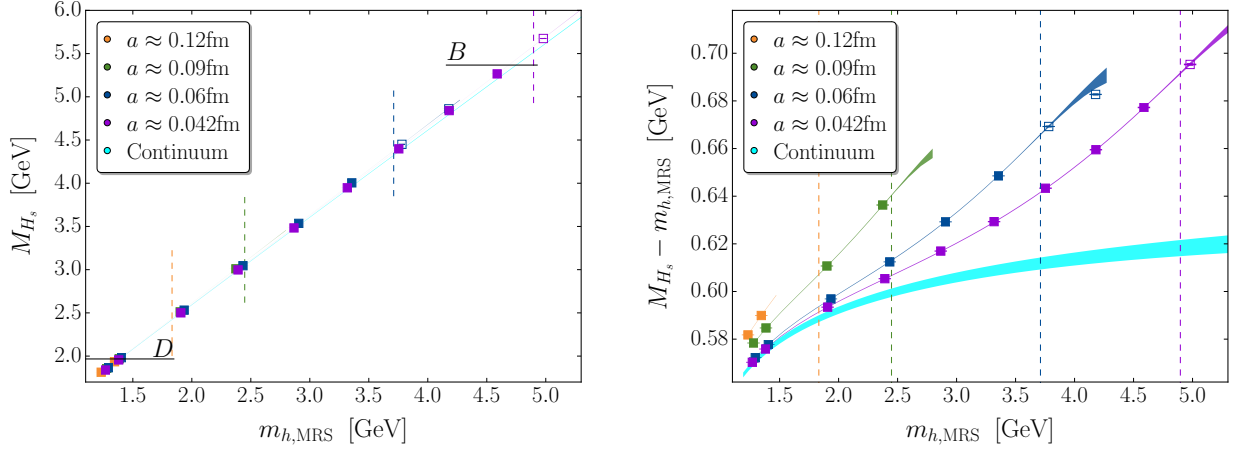 6.0
5.5
5.0
4.5
4.0
3.5
3.0
2.5
2.0
M_{H_s} [GeV]
a ≈ 0.12fm
a ≈ 0.09fm
a ≈ 0.06fm
a ≈ 0.042fm
Continuum
B
D
1.5 2.0 2.5 3.0 3.5 4.0 4.5 5.0
m_{h,MRS} [GeV]
0.70
0.68
0.66
0.64
0.62
0.60
0.58
M_{H_s} − m_{h,MRS} [GeV]
a ≈ 0.12fm
a ≈ 0.09fm
a ≈ 0.06fm
a ≈ 0.042fm
Continuum
1.5 2.0 2.5 3.0 3.5 4.0 4.5 5.0
m_{h,MRS} [GeV]